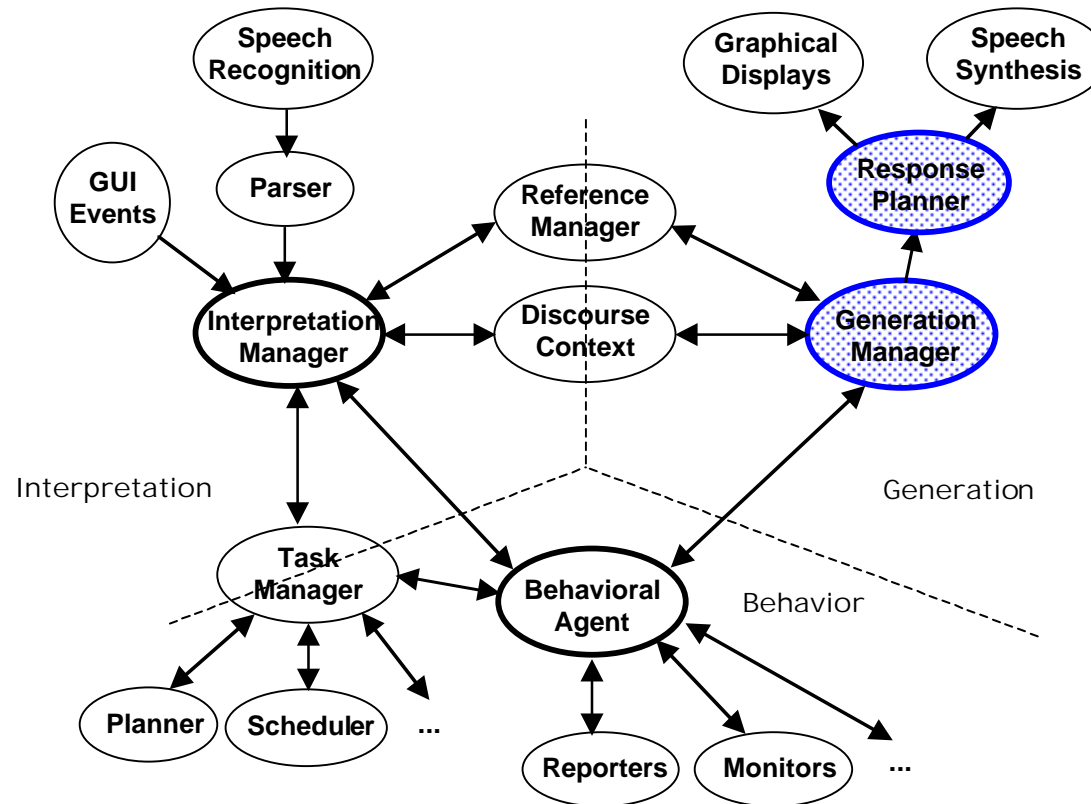 Speech
Recognition
Graphical
Displays
Speech
Synthesis
GUI
Events
Parser
Reference
Manager
Response
Planner
Interpretation
Manager
Discourse
Context
Generation
Manager
Interpretation
Generation
Task
Manager
Behavioral
Agent
Behavior
Planner
Scheduler
...
Reporters
Monitors
...